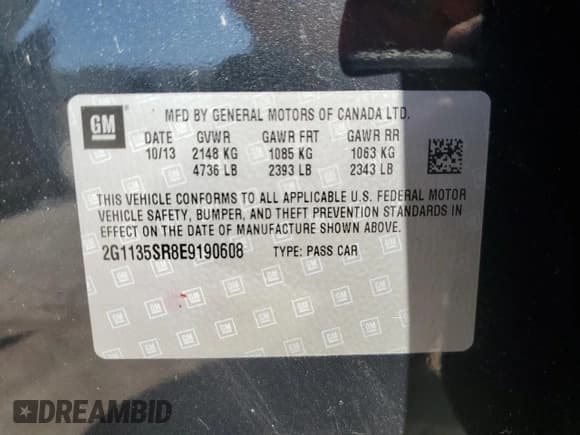 GM
MFD BY GENERAL MOTORS OF CANADA LTD.
DATE GVWR GAWR FRT GAWR RR
10/13 2148 KG 1085 KG 1063 KG
4736 LB 2393 LB 2343 LB
THIS VEHICLE CONFORMS TO ALL APPLICABLE U.S. FEDERAL MOTOR
VEHICLE SAFETY, BUMPER, AND THEFT PREVENTION STANDARDS IN
EFFECT ON THE DATE OF MANUFACTURE SHOWN ABOVE.
2G1135SR8E9190608 TYPE: PASS CAR
DREAMBID